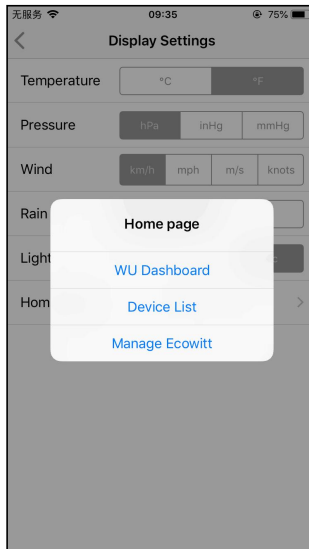 无服务 09:35 75%
Display Settings
Temperature °C °F
Pressure hPa inHg mmHg
Wind km/h mph m/s knots
Rain
Home page
Light
WU Dashboard
Hom
Device List
Manage Ecowitt